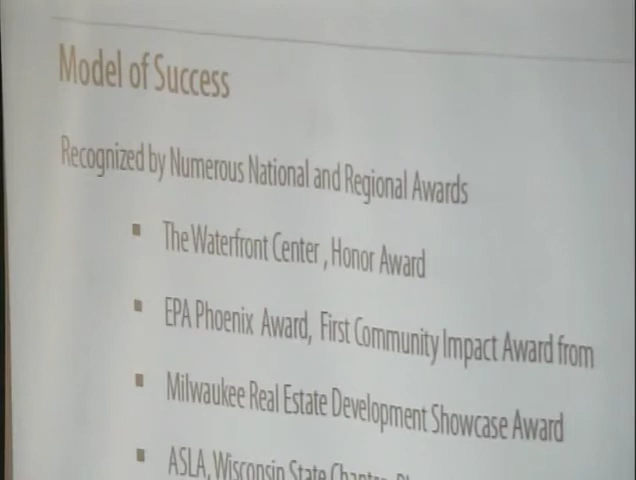 Model of Success
Recognized by Numerous National and Regional Awards
The Waterfront Center , Honor Award
EPA Phoenix Award, First Community Impact Award from
Milwaukee Real Estate Development Showcase Award
ASLA, Wisconsin State Chapter